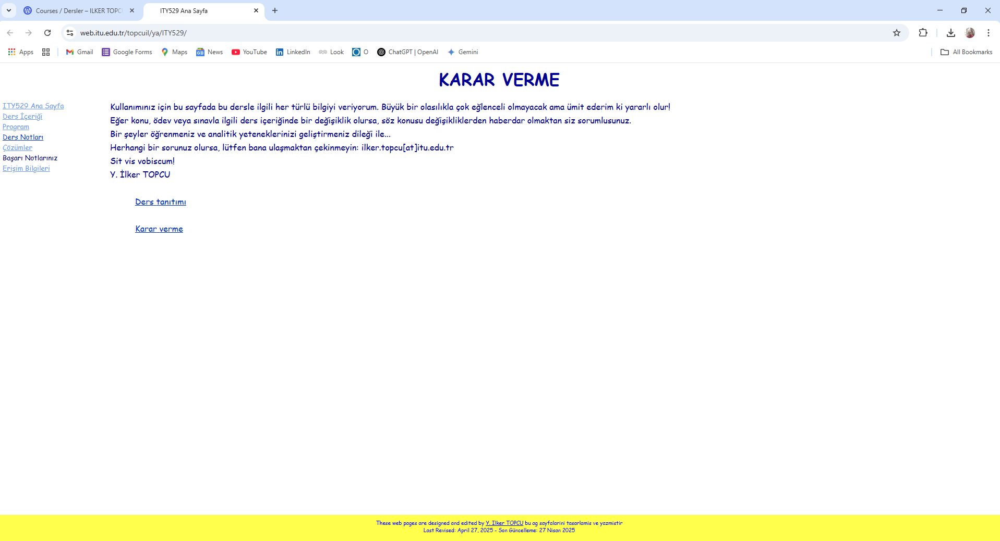 Courses / Dersler – ILKER TOPC
ITY529 Ana Sayfa
web.itu.edu.tr/topcuil/ya/ITY529/
Apps
Gmail
Google Forms
Maps
News
YouTube
LinkedIn
Look
O
ChatGPT | OpenAI
Gemini
All Bookmarks
KARAR VERME
ITY529 Ana Sayfa
Ders İçeriği
Program
Ders Notları
Çözümler
Başarı Notlarınız
Erişim Bilgileri
Kullanımınız için bu sayfada bu dersle ilgili her türlü bilgiyi veriyorum. Büyük bir olasılıkla çok eğlenceli olmayacak ama ümit ederim ki yararlı olur!
Eğer konu, ödev veya sınavla ilgili ders içeriğinde bir değişiklik olursa, söz konusu değişikliklerden haberdar olmaktan siz sorumlusunuz.
Bir şeyler öğrenmeniz ve analitik yeteneklerinizi geliştirmeniz dileği ile...
Herhangi bir sorunuz olursa, lütfen bana ulaşmaktan çekinmeyin: ilker.topcu[at]itu.edu.tr
Sit vis vobiscum!
Y. İlker TOPCU
Ders tanıtımı
Karar verme
These web pages are designed and edited by Y. Ilker TOPCU bu ag sayfalarini tasarlamis ve yazmistir
Last Revised: April 27, 2025 - Son Güncelleme: 27 Nisan 2025